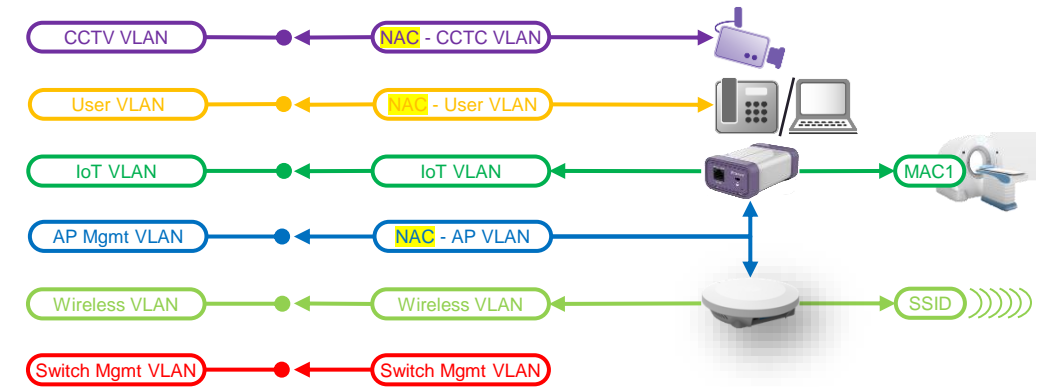 CCTV VLAN NAC - CCTC VLAN
User VLAN NAC - User VLAN
IoT VLAN IoT VLAN MAC1
AP Mgmt VLAN NAC - AP VLAN
Wireless VLAN Wireless VLAN SSID
Switch Mgmt VLAN Switch Mgmt VLAN